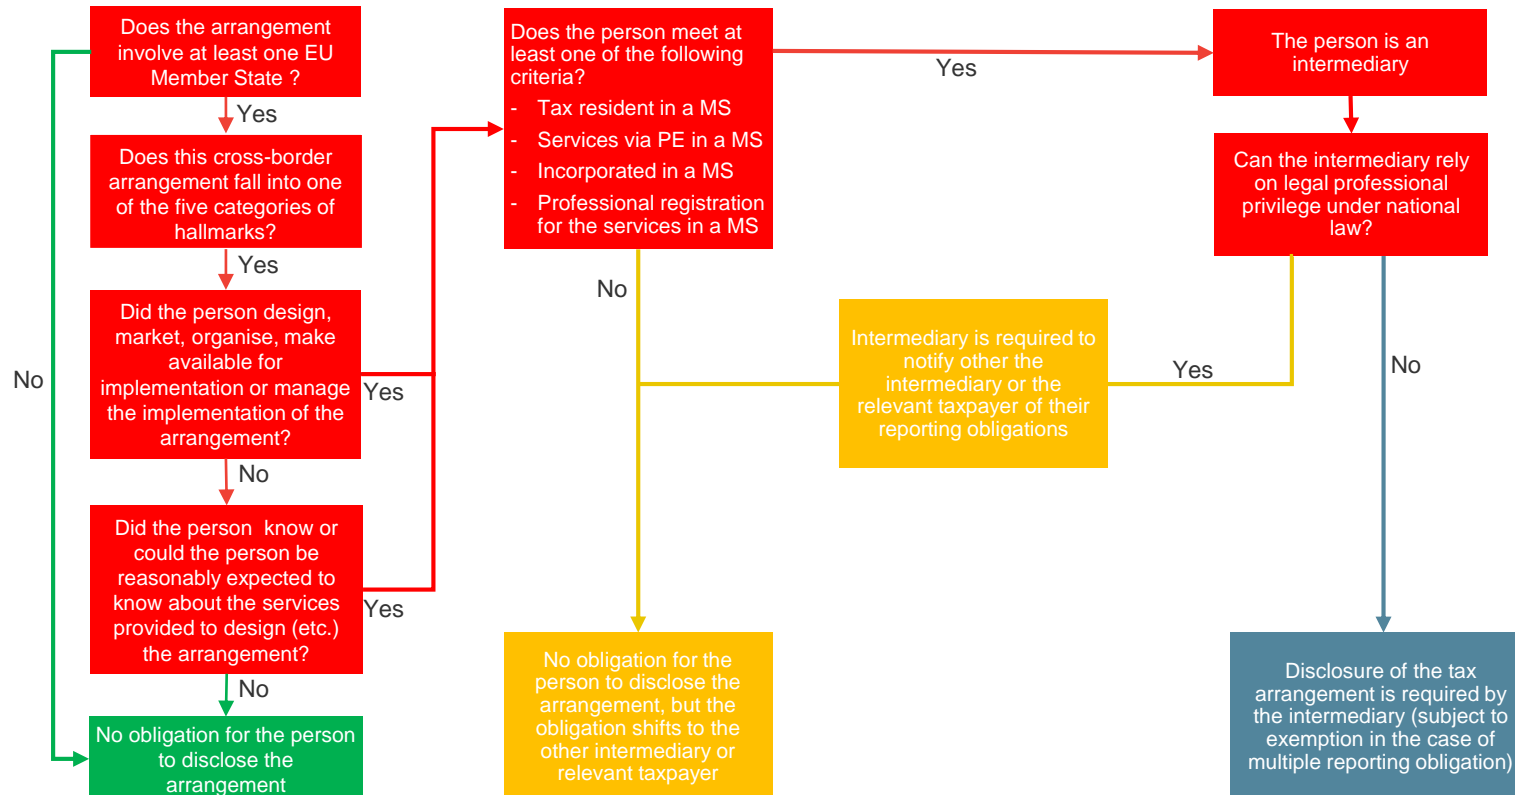 Does the arrangement
involve at least one EU
Member State ?
Yes
Does this cross-border
arrangement fall into one
of the five categories of
hallmarks?
Yes
Did the person design,
market, organise, make
available for
implementation or manage
the implementation of the
arrangement?
No
Yes
No
Did the person know or
could the person be
reasonably expected to
know about the services
provided to design (etc.)
the arrangement?
Yes
No
No obligation for the person
to disclose the
arrangement
Does the person meet at
least one of the following
criteria?
- Tax resident in a MS
- Services via PE in a MS
- Incorporated in a MS
- Professional registration
for the services in a MS
Yes
No
The person is an
intermediary
Can the intermediary rely
on legal professional
privilege under national
law?
Intermediary is required to
notify other the
intermediary or the
relevant taxpayer of their
reporting obligations
Yes
No
No obligation for the
person to disclose the
arrangement, but the
obligation shifts to the
other intermediary or
relevant taxpayer
Disclosure of the tax
arrangement is required by
the intermediary (subject to
exemption in the case of
multiple reporting obligation)